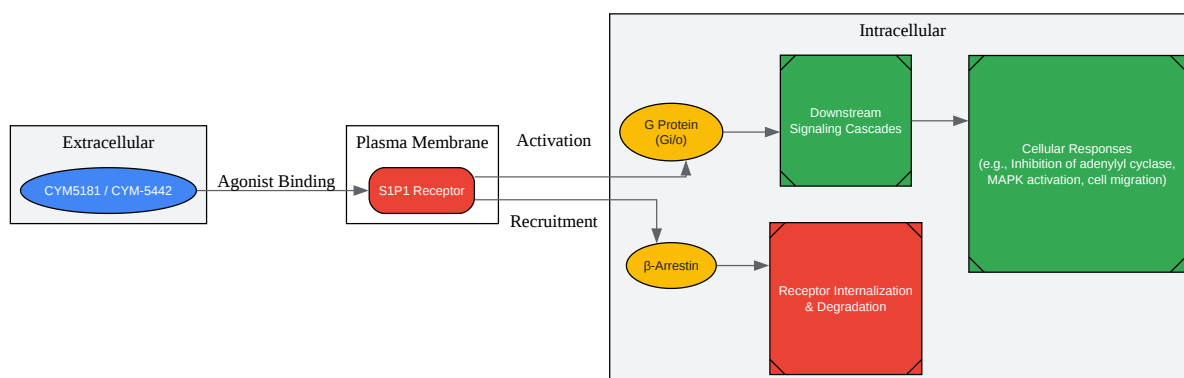 Extracellular
CYM5181 / CYM-5442
Agonist Binding
Plasma Membrane
S1P1 Receptor
Activation
Recruitment
Intracellular
G Protein
(Gi/o)
Downstream
Signaling Cascades
Cellular Responses
(e.g., Inhibition of adenylyl cyclase,
MAPK activation, cell migration)
β-Arrestin
Receptor Internalization
& Degradation